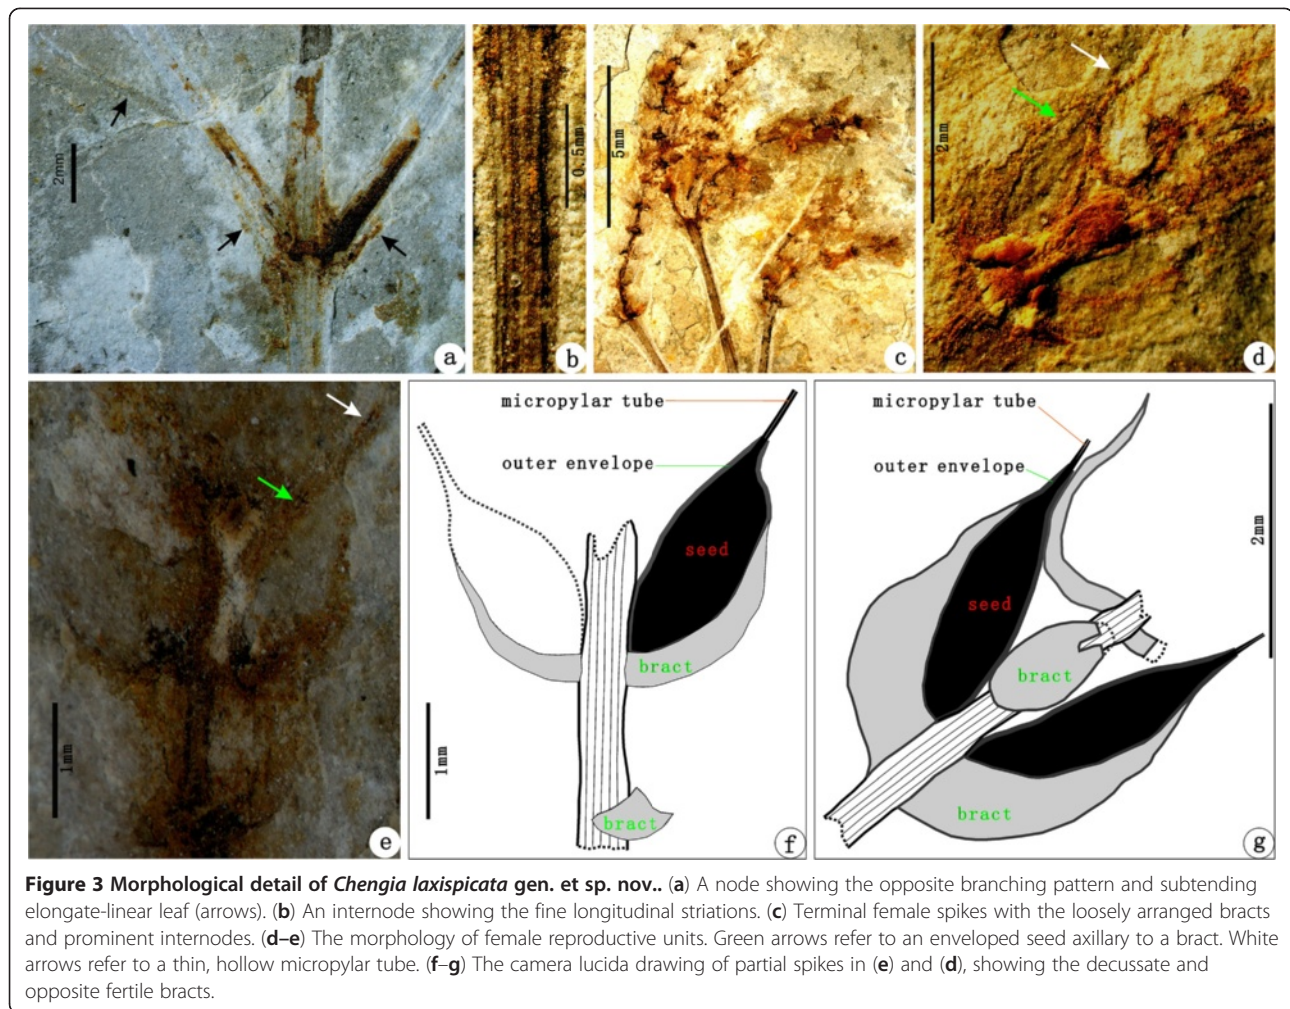 2mm
a
0.5mm
b
5mm
c
2mm
d
1mm
e
micropylar tube
outer envelope
seed
bract
bract
1mm
f
micropylar tube
outer envelope
seed
bract
bract
2mm
g
Figure 3 Morphological detail of Chengia laxispicata gen. et sp. nov.. (a) A node showing the opposite branching pattern and subtending
elongate-linear leaf (arrows). (b) An internode showing the fine longitudinal striations. (c) Terminal female spikes with the loosely arranged bracts
and prominent internodes. (d–e) The morphology of female reproductive units. Green arrows refer to an enveloped seed axillary to a bract. White
arrows refer to a thin, hollow micropylar tube. (f–g) The camera lucida drawing of partial spikes in (e) and (d), showing the decussate and
opposite fertile bracts.